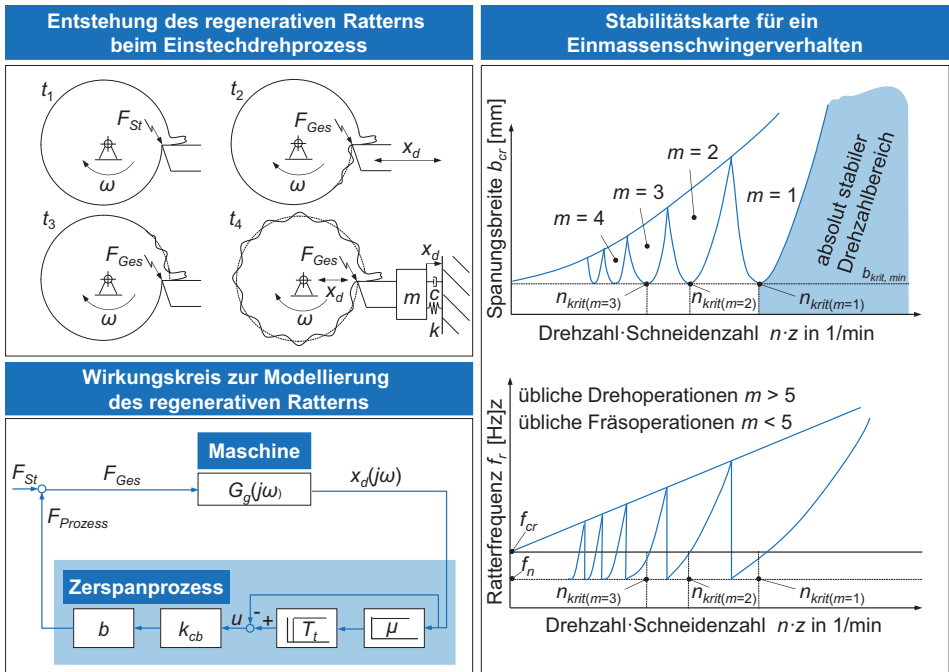 Entstehung des regenerativen Ratterns
beim Einstechdrehprozess
t1
FSt
ω
t2
FGes
xd
ω
t3
FGes
ω
t4
FGes
xd
ω
xd
m
c
k
Wirkungskreis zur Modellierung
des regenerativen Ratterns
Maschine
FSt
FGes
Gg(jω)
xd(jω)
FProzess
Zerspanprozess
b
kcb
u
-
+
Tt
μ
Stabilitätskarte für ein
Einmassenschwingerverhalten
Spanungsbreite bcr [mm]
m = 4
m = 3
m = 2
m = 1
absolut stabiler
Drehzahlbereich
bkrit, min
nkrit(m=3)
nkrit(m=2)
nkrit(m=1)
Drehzahl·Schneidenzahl n·z in 1/min
übliche Drehoperationen m > 5
übliche Fräsoperationen m < 5
Ratterfrequenz fr [Hz]z
fcr
fn
nkrit(m=3)
nkrit(m=2)
nkrit(m=1)
Drehzahl·Schneidenzahl n·z in 1/min